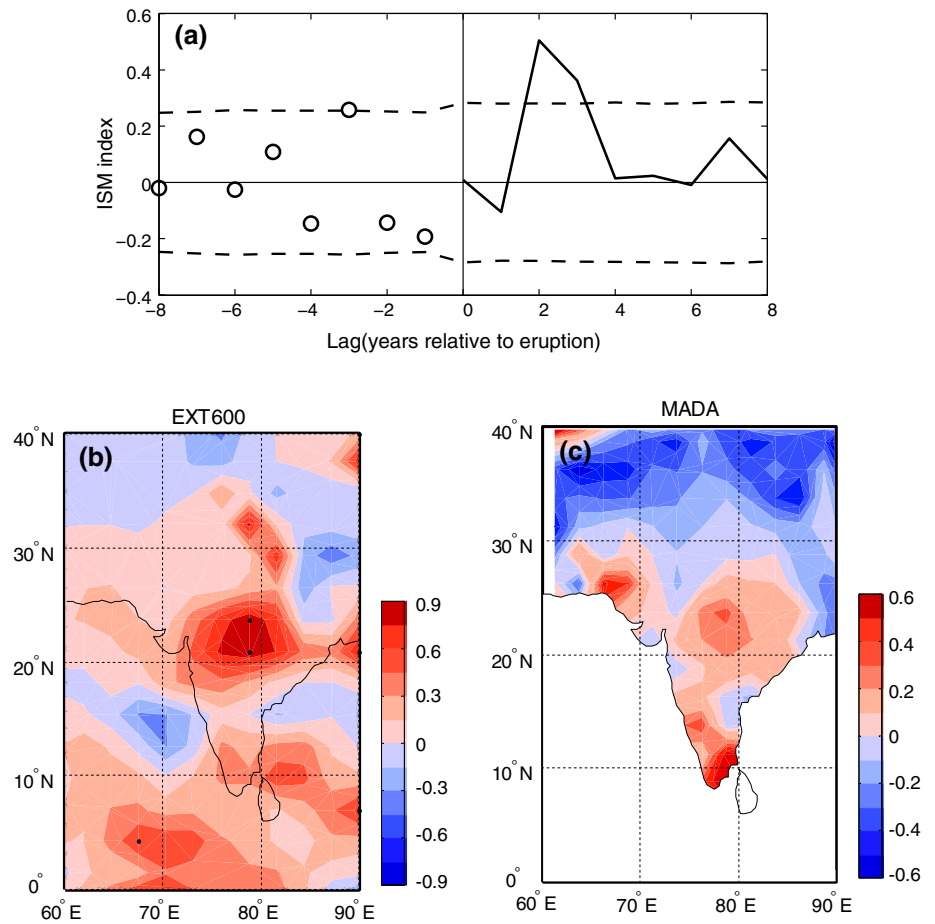 (a)
ISM index
0.6
0.4
0.2
0
−0.2
−0.4
−8 −6 −4 −2 0 2 4 6 8
Lag(years relative to eruption)
EXT600
(b)
40°N
30°N
20°N
10°N
0°
60°E 70°E 80°E 90°E
0.9
0.6
0.3
0
-0.3
-0.6
-0.9
MADA
(c)
40°N
30°N
20°N
10°N
0°
60°E 70°E 80°E 90°E
0.6
0.4
0.2
0
-0.2
-0.4
-0.6